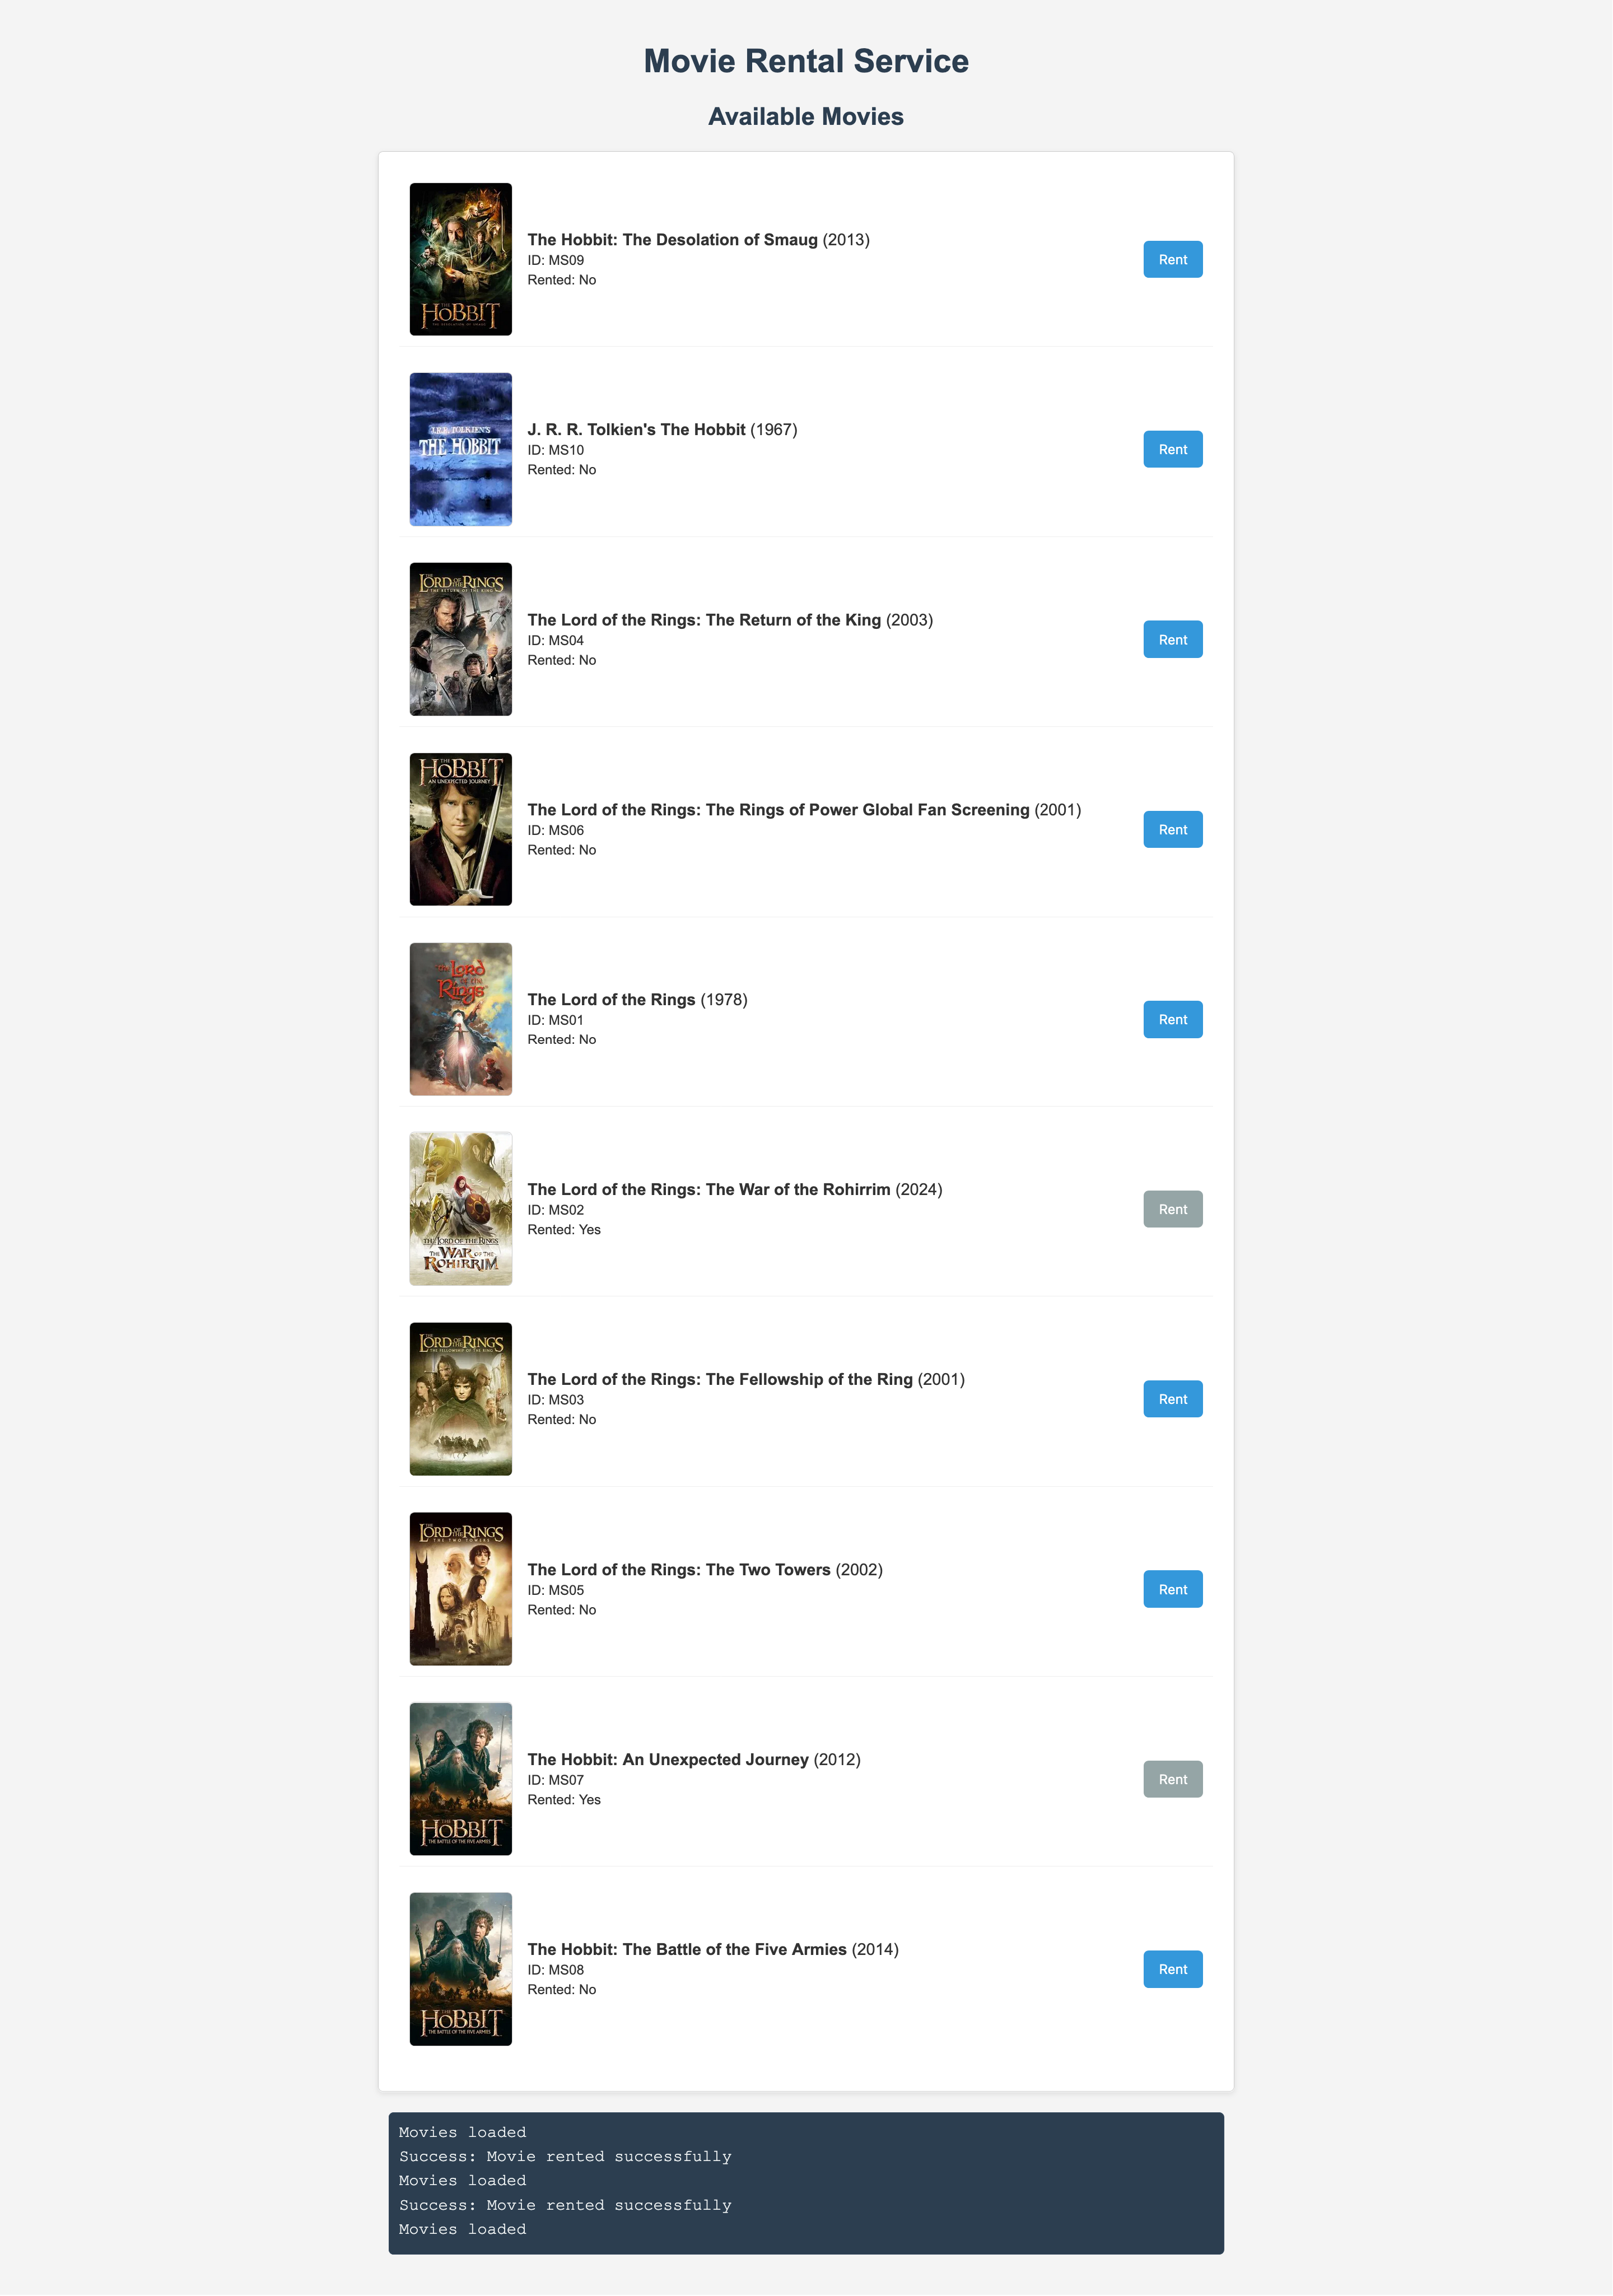 Movie Rental Service
Available Movies
THE
HOBBIT
THE DESOLATION OF SMAUG
The Hobbit: The Desolation of Smaug (2013)
ID: MS09
Rented: No
Rent
J.R.R. TOLKIEN'S
THE HOBBIT
J. R. R. Tolkien's The Hobbit (1967)
ID: MS10
Rented: No
Rent
THE
LORD OF THE RINGS
THE RETURN OF THE KING
The Lord of the Rings: The Return of the King (2003)
ID: MS04
Rented: No
Rent
THE
HOBBIT
AN UNEXPECTED JOURNEY
The Lord of the Rings: The Rings of Power Global Fan Screening (2001)
ID: MS06
Rented: No
Rent
The Lord
of the
Rings
The Lord of the Rings (1978)
ID: MS01
Rented: No
Rent
THE LORD OF THE RINGS
THE WAR OF THE
ROHIRRIM
The Lord of the Rings: The War of the Rohirrim (2024)
ID: MS02
Rented: Yes
Rent
THE
LORD OF THE RINGS
THE FELLOWSHIP OF THE RING
The Lord of the Rings: The Fellowship of the Ring (2001)
ID: MS03
Rented: No
Rent
THE
LORD OF THE RINGS
THE TWO TOWERS
The Lord of the Rings: The Two Towers (2002)
ID: MS05
Rented: No
Rent
THE
HOBBIT
THE BATTLE OF THE FIVE ARMIES
The Hobbit: An Unexpected Journey (2012)
ID: MS07
Rented: Yes
Rent
THE
HOBBIT
THE BATTLE OF THE FIVE ARMIES
The Hobbit: The Battle of the Five Armies (2014)
ID: MS08
Rented: No
Rent
Movies loaded
Success: Movie rented successfully
Movies loaded
Success: Movie rented successfully
Movies loaded